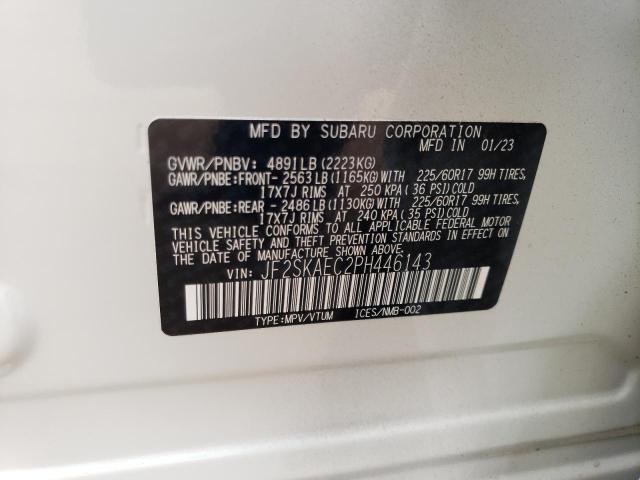 MFD BY SUBARU CORPORATION
MFD IN 01/23
GVWR/PNBV: 4891LB (2223KG)
GAWR/PNBE:FRONT- 2563LB (1165KG)WITH 225/60R17 99H TIRES,
17X7J RIMS AT 250 KPA (36 PSI)COLD
GAWR/PNBE:REAR - 2486LB (1130KG)WITH 225/60R17 99H TIRES,
17X7J RIMS AT 240 KPA (35 PSI)COLD
THIS VEHICLE CONFORMS TO ALL APPLICABLE FEDERAL MOTOR
VEHICLE SAFETY AND THEFT PREVENTION STANDARDS IN EFFECT ON
THE DATE OF MANUFACTURE SHOWN ABOVE.
VIN: JF2SKAEC2PH446143
TYPE:MPV/VTUM ICES/NMB-002